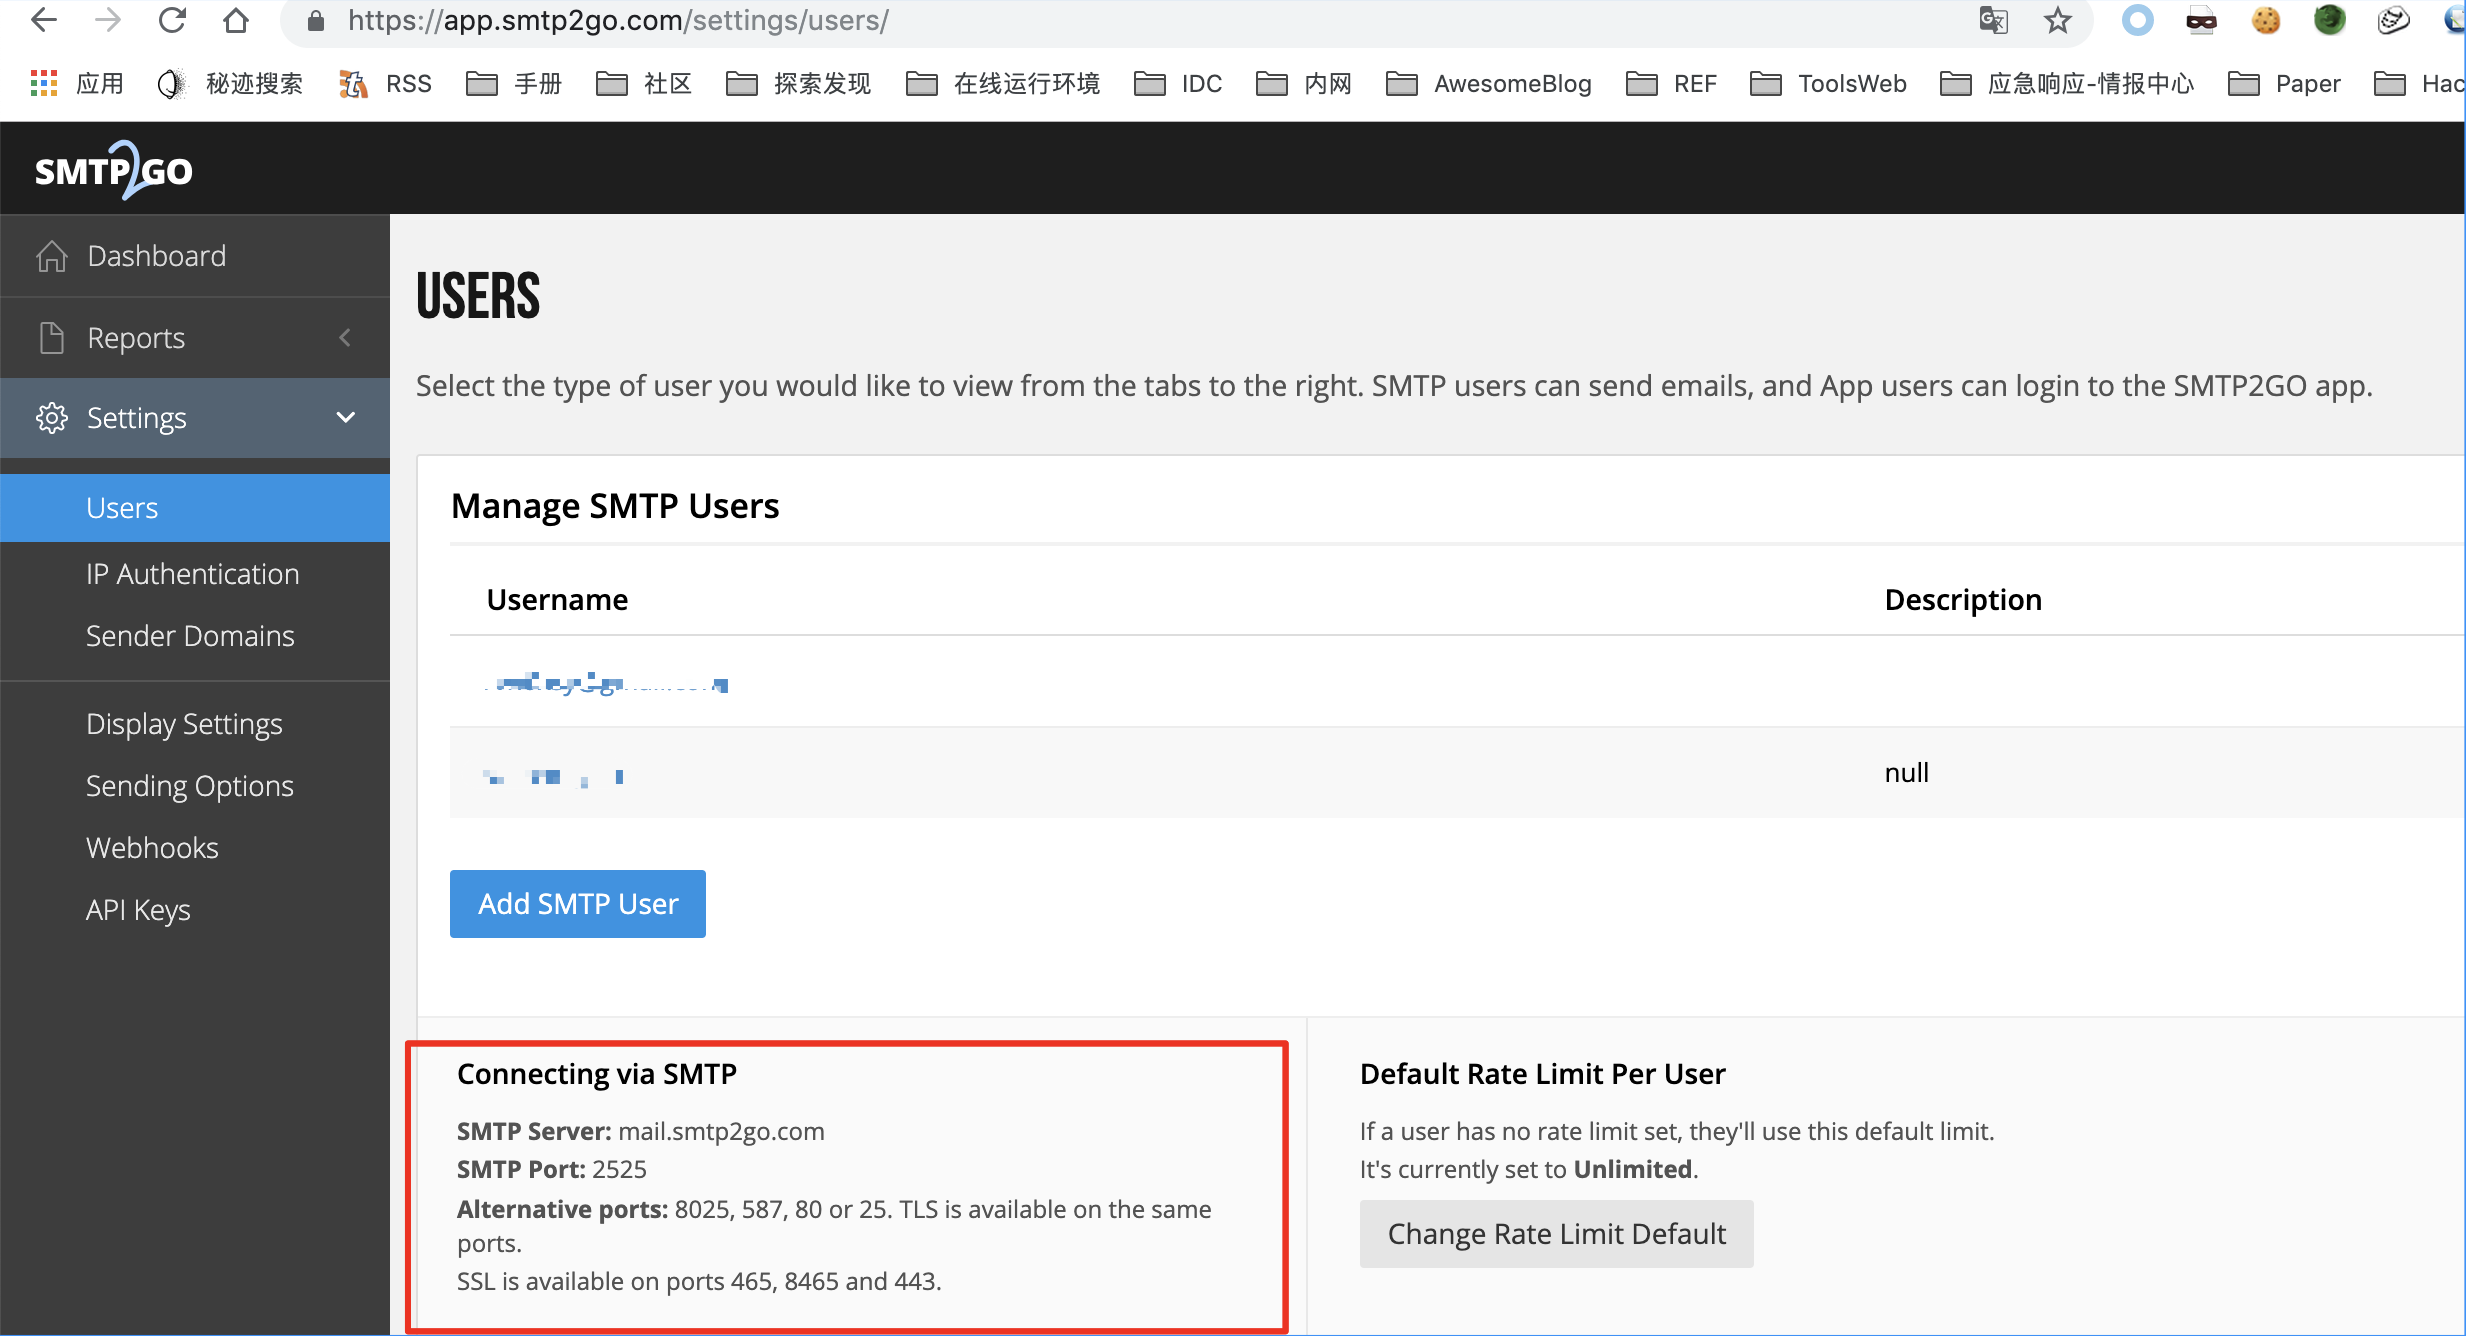 https://app.smtp2go.com/settings/users/
应用 秘迹搜索 RSS 手册 社区 探索发现 在线运行环境 IDC 内网 AwesomeBlog REF ToolsWeb 应急响应-情报中心 Paper Hac
SMTP2GO
Dashboard
Reports
Settings
Users
IP Authentication
Sender Domains
Display Settings
Sending Options
Webhooks
API Keys
USERS
Select the type of user you would like to view from the tabs to the right. SMTP users can send emails, and App users can login to the SMTP2GO app.
Manage SMTP Users
Username Description
null
Add SMTP User
Connecting via SMTP
SMTP Server: mail.smtp2go.com
SMTP Port: 2525
Alternative ports: 8025, 587, 80 or 25. TLS is available on the same
ports.
SSL is available on ports 465, 8465 and 443.
Default Rate Limit Per User
If a user has no rate limit set, they'll use this default limit.
It's currently set to Unlimited.
Change Rate Limit Default